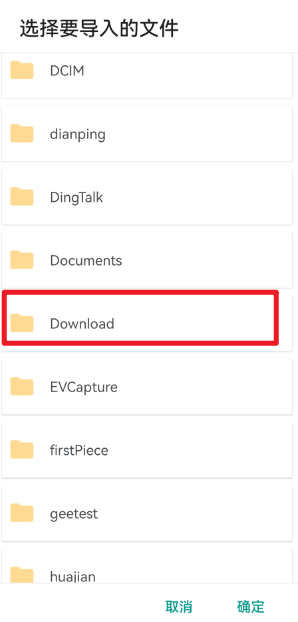 选择要导入的文件
DCIM
dianping
DingTalk
Documents
Download
EVCapture
firstPiece
geetest
huajian
取消 确定